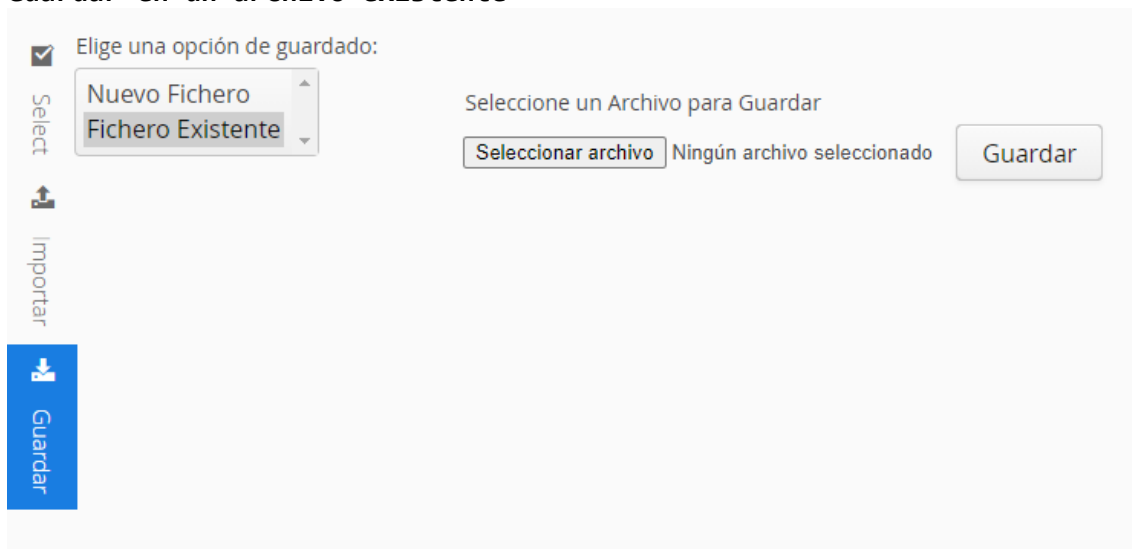 Elige una opción de guardado:
Nuevo Fichero
Fichero Existente
Seleccione un Archivo para Guardar
Seleccionar archivo Ningún archivo seleccionado
Guardar
Select
Importar
Guardar